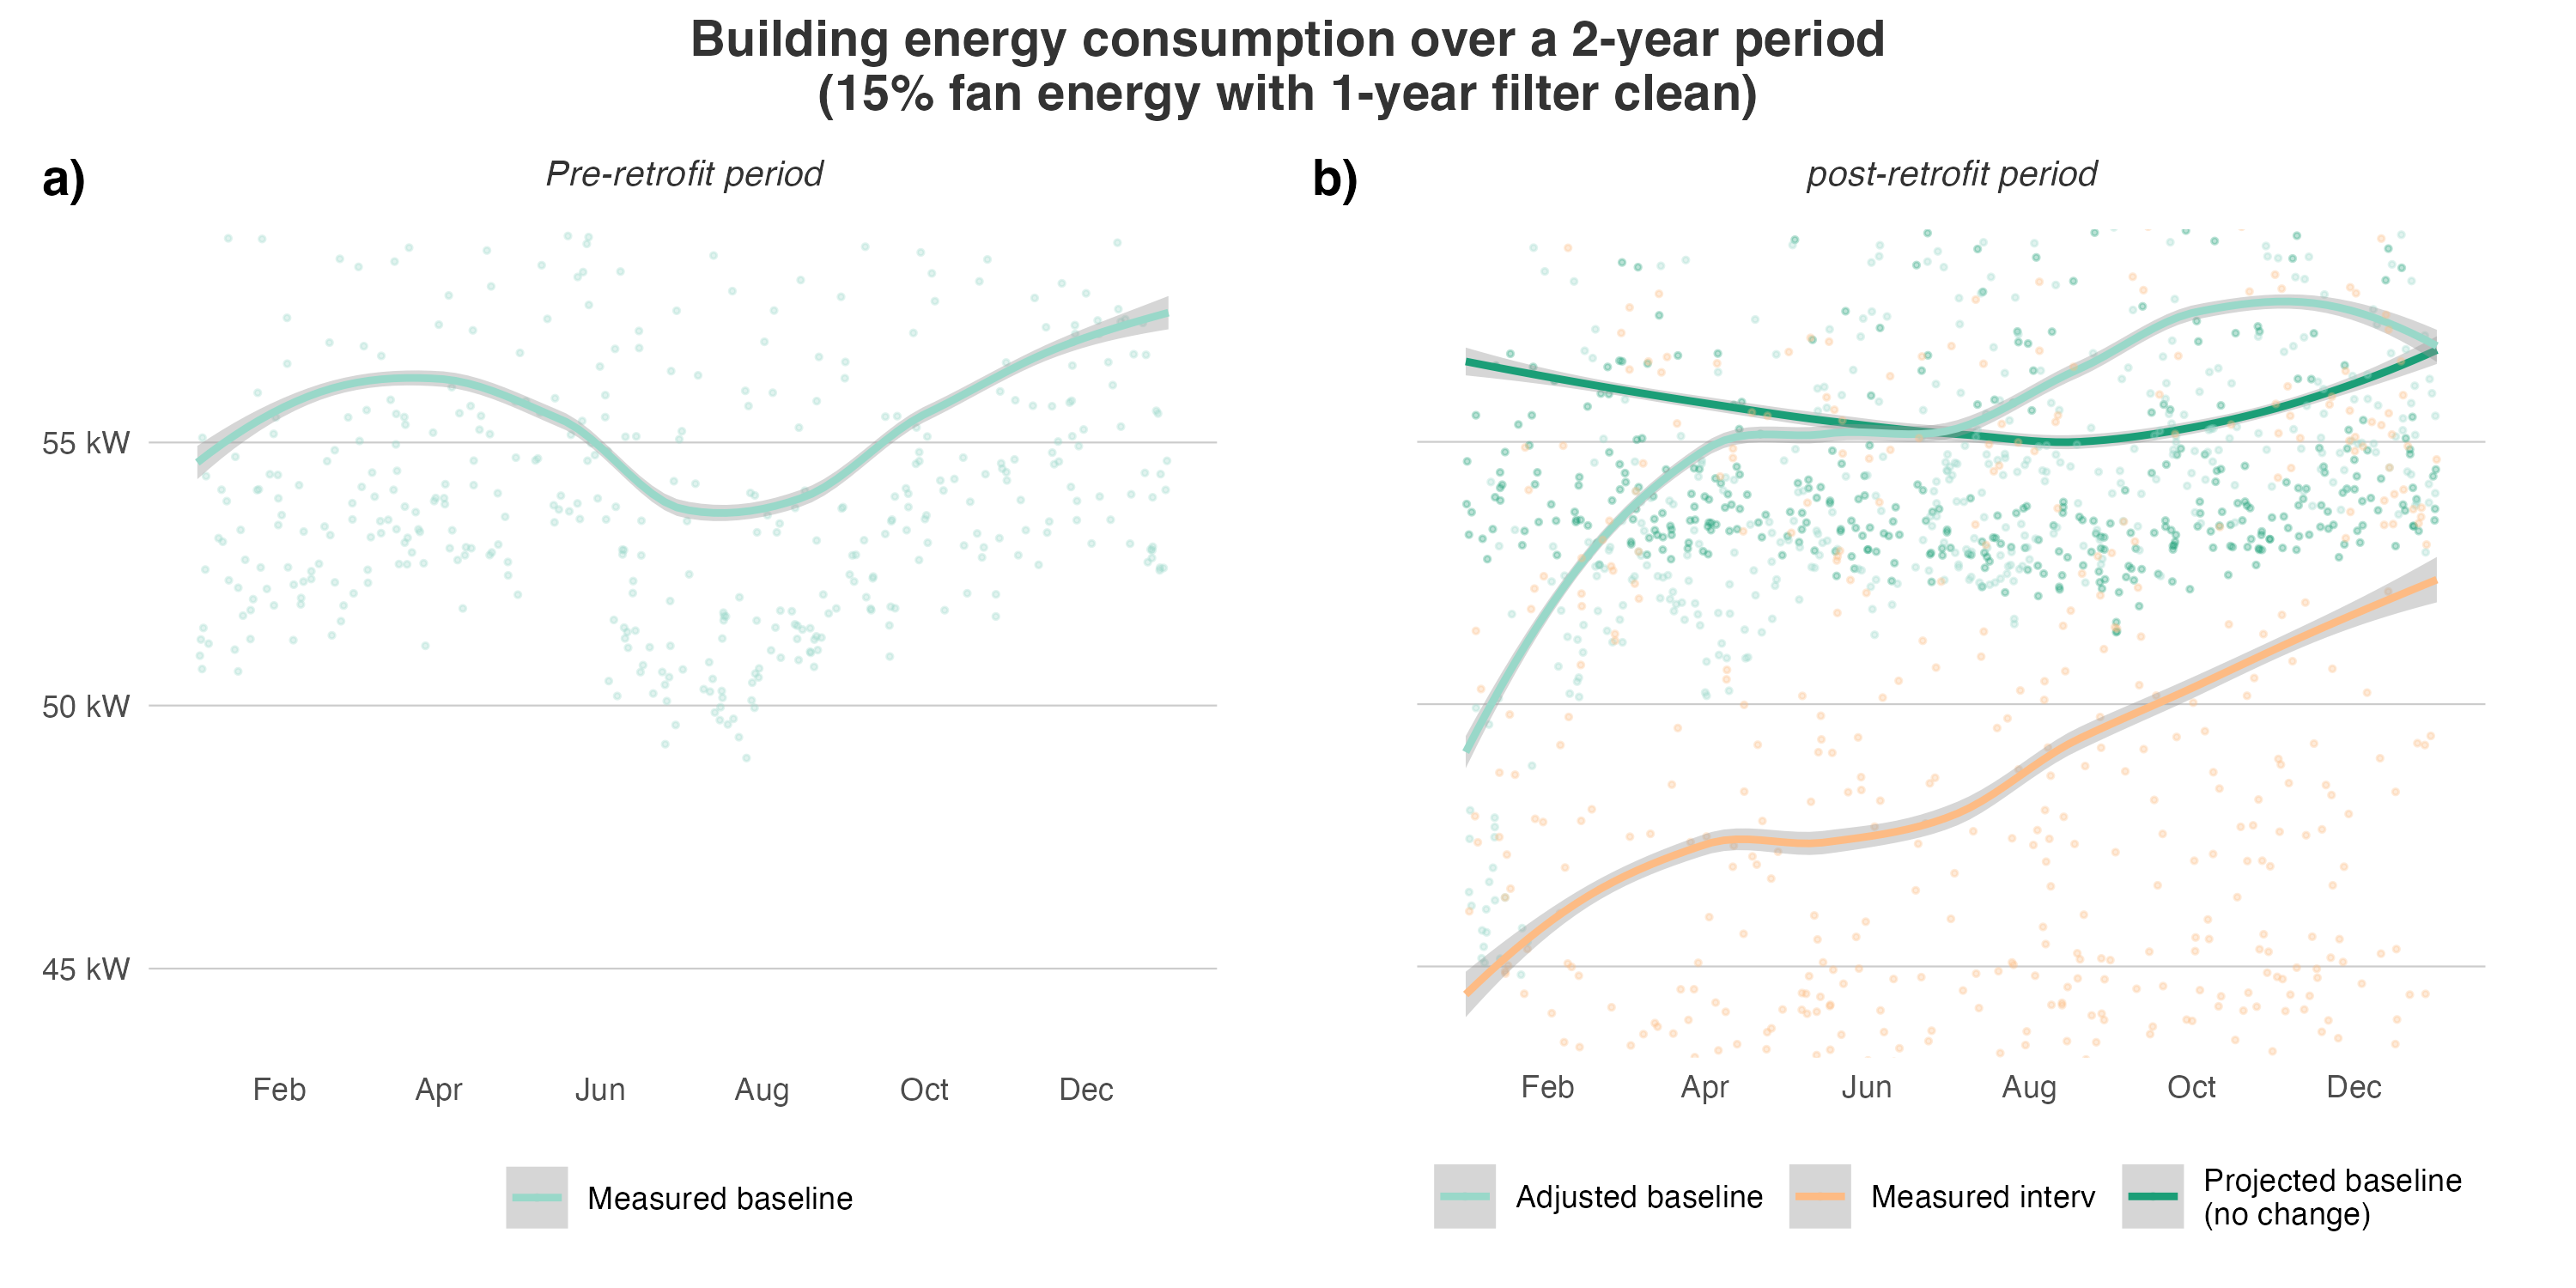 Building energy consumption over a 2-year period
(15% fan energy with 1-year filter clean)
a)
Pre-retrofit period
55 kW
50 kW
45 kW
Feb Apr Jun Aug Oct Dec
Measured baseline
b)
post-retrofit period
Feb Apr Jun Aug Oct Dec
Adjusted baseline
Measured interv
Projected baseline
(no change)